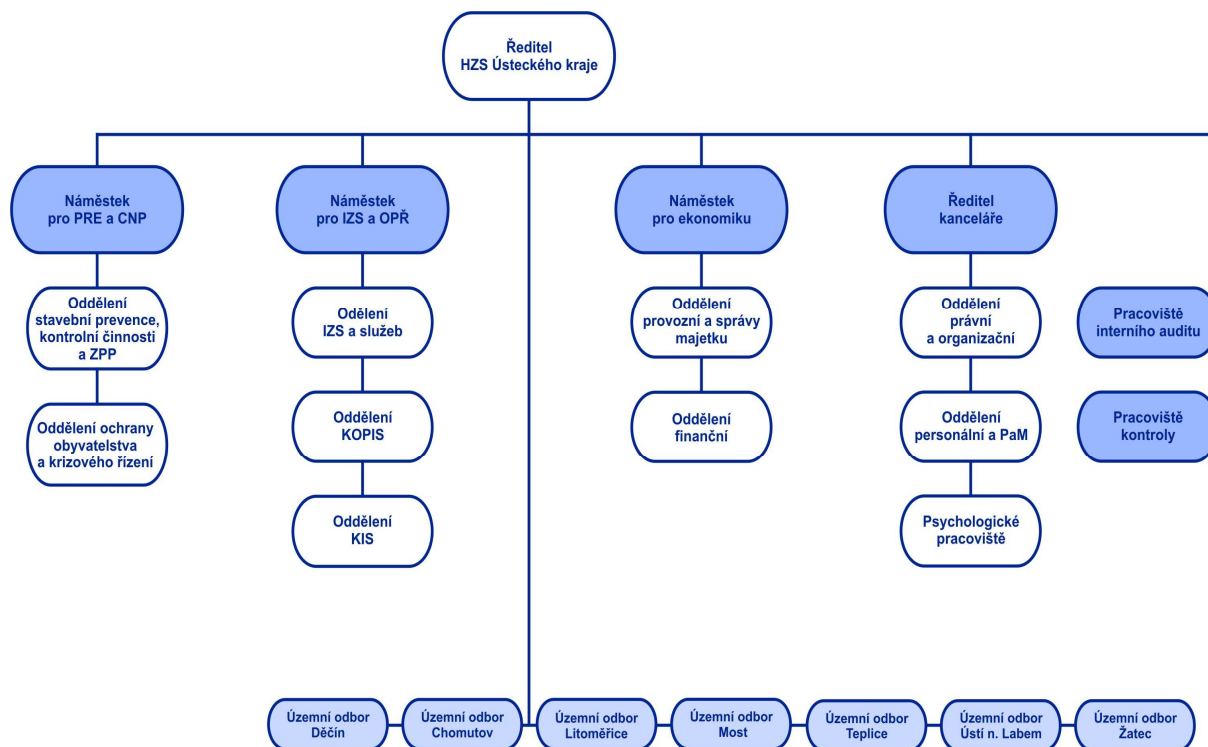 Ředitel
HZS Ústeckého kraje
Náměstek
pro PRE a CNP
Náměstek
pro IZS a OPŘ
Náměstek
pro ekonomiku
Ředitel
kanceláře
Oddělení
stavební prevence,
kontrolní činnosti
a ZPP
Odělení
IZS a služeb
Oddělení
provozní a správy
majetku
Oddělení
právní
a organizační
Pracoviště
interního auditu
Oddělení ochrany
obyvatelstva
a krizového řízení
Oddělení
KOPIS
Oddělení
finanční
Oddělení
personální a PaM
Pracoviště
kontroly
Oddělení
KIS
Psychologické
pracoviště
Územní odbor
Děčín
Územní odbor
Chomutov
Územní odbor
Litoměřice
Územní odbor
Most
Územní odbor
Teplice
Územní odbor
Ústí n. Labem
Územní odbor
Žatec